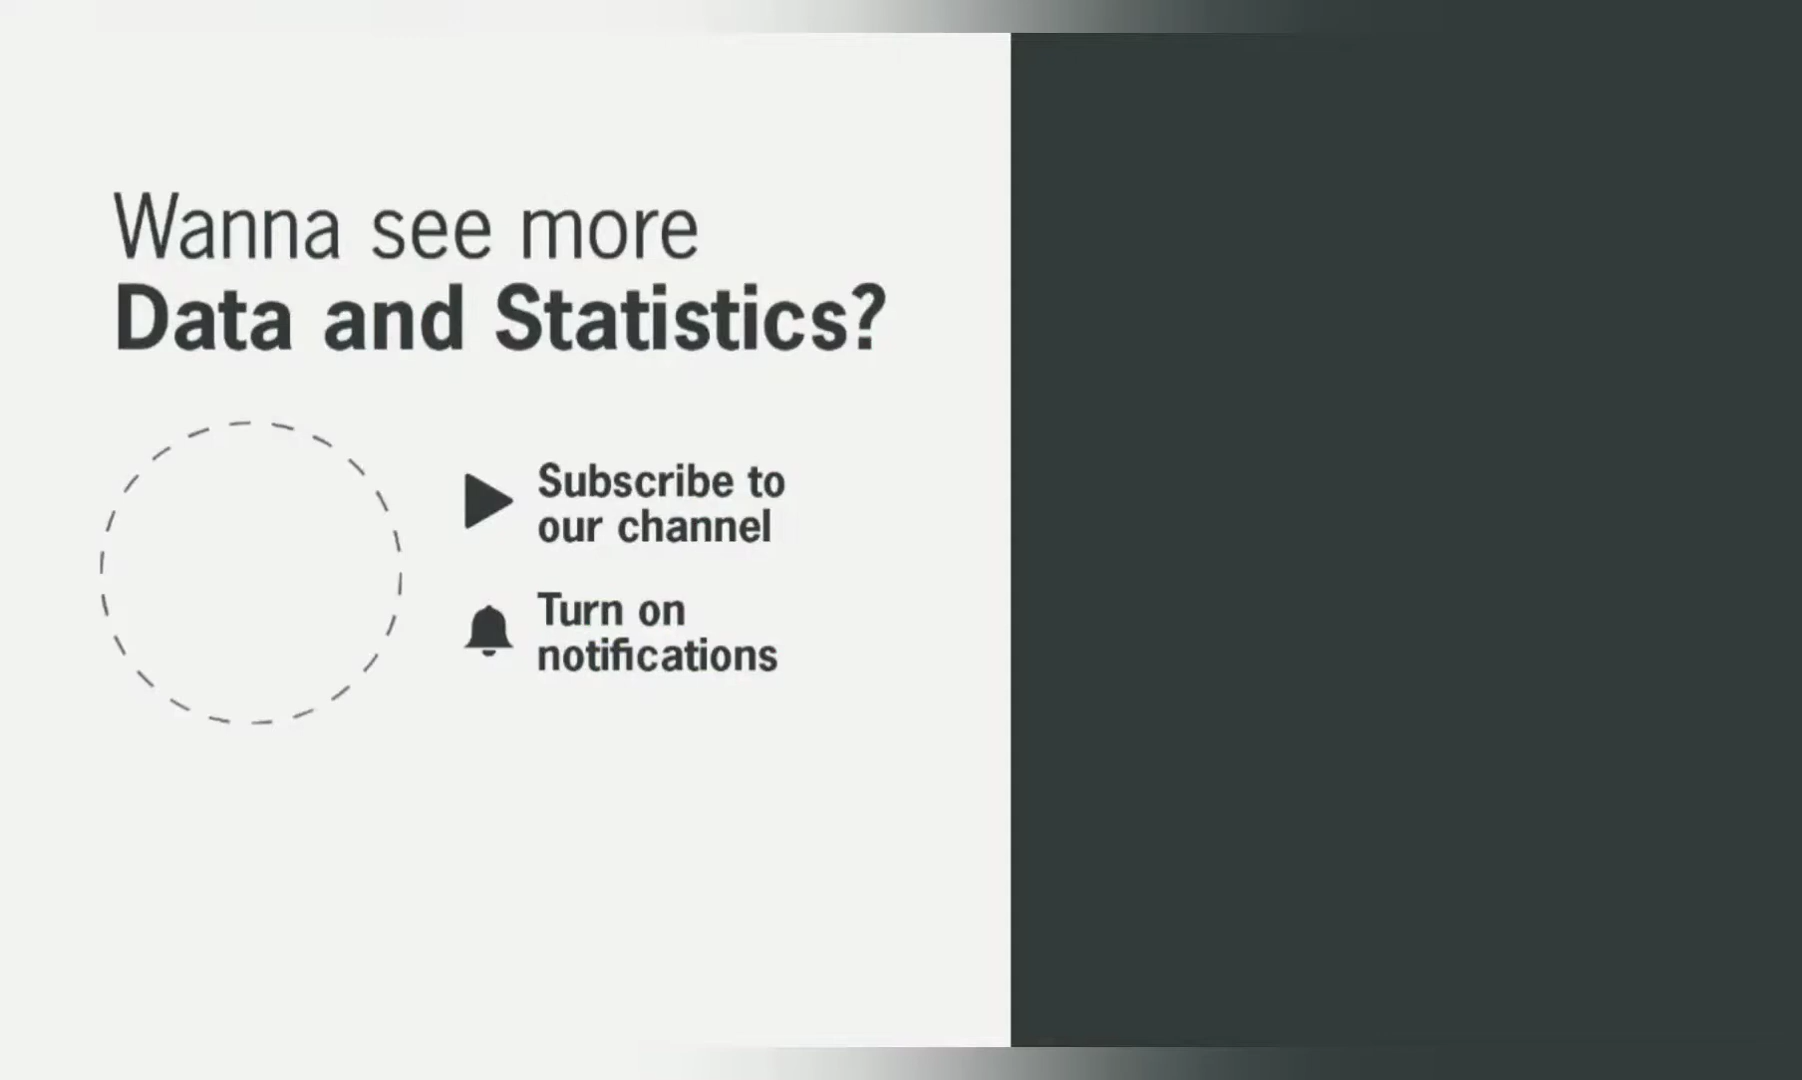 Wanna see more
Data and Statistics?
Subscribe to
our channel
Turn on
notifications